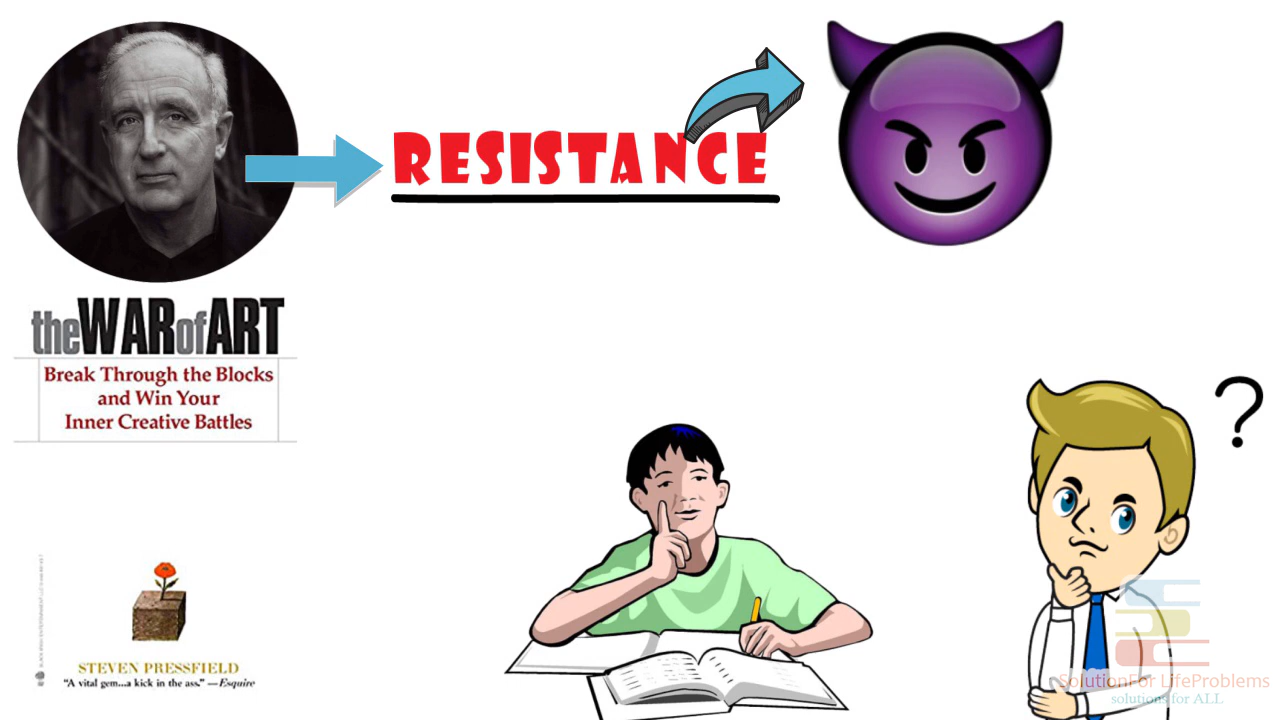 RESISTANCE
theWARofART
Break Through the Blocks
and Win Your
Inner Creative Battles
?
STEVEN PRESSFIELD
"A vital gem...a kick in the ass." —Esquire
SolutionFor LifeProblems
solutions for ALL